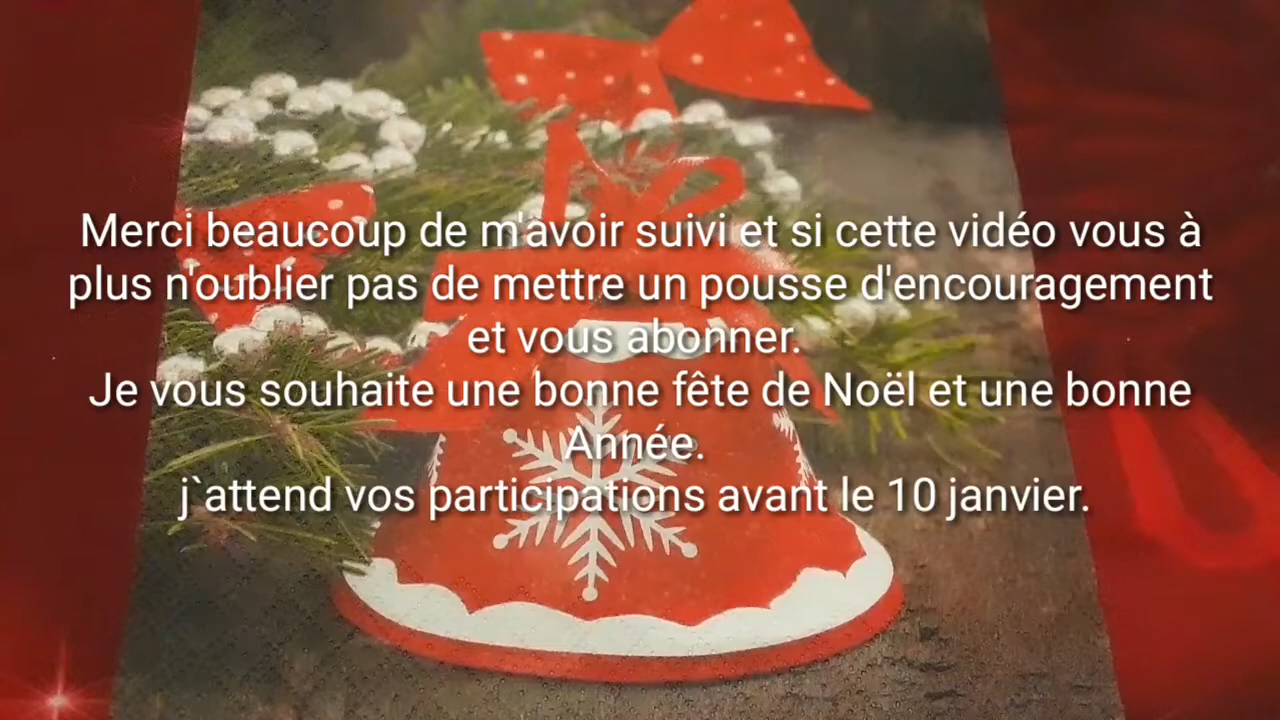 Merci beaucoup de m'avoir suivi et si cette vidéo vous à
plus n'oublier pas de mettre un pousse d'encouragement
et vous abonner.
Je vous souhaite une bonne fête de Noël et une bonne
Année.
j`attend vos participations avant le 10 janvier.